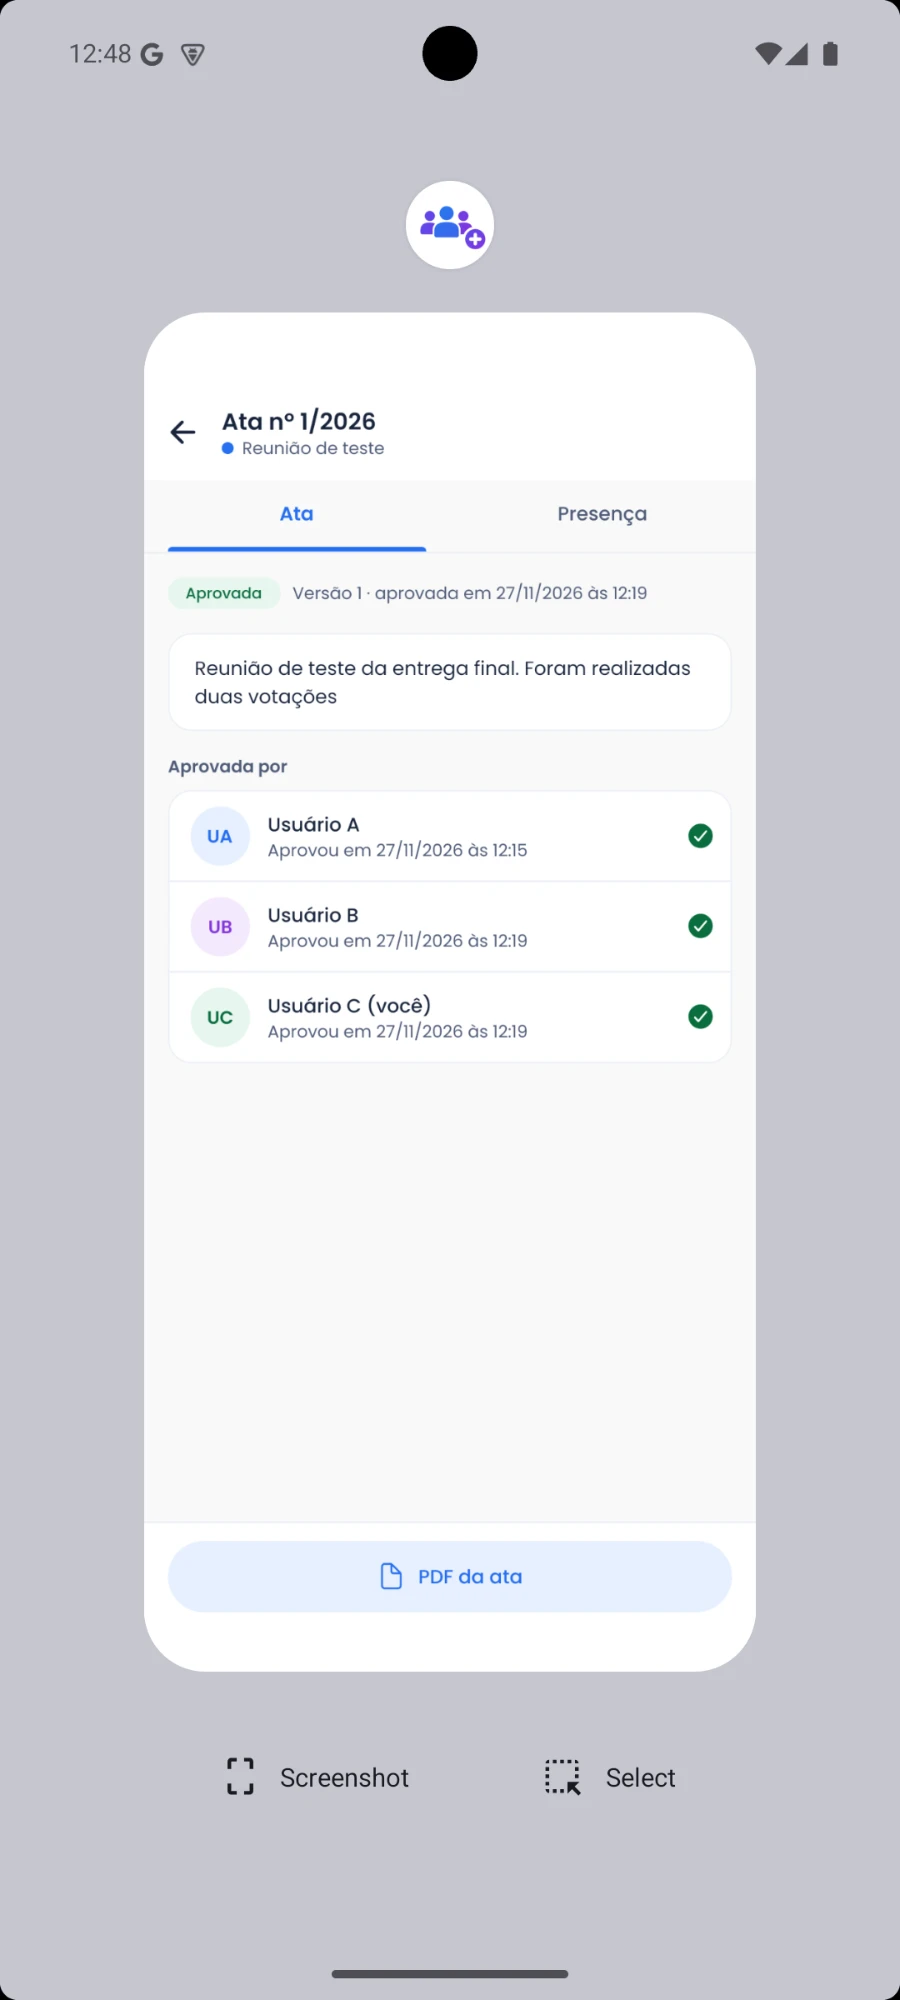 12:48
Ata nº 1/2026
Reunião de teste
Ata
Presença
Aprovada
Versão 1 · aprovada em 27/11/2026 às 12:19
Reunião de teste da entrega final. Foram realizadas
duas votações
Aprovada por
UA
Usuário A
Aprovou em 27/11/2026 às 12:15
UB
Usuário B
Aprovou em 27/11/2026 às 12:19
UC
Usuário C (você)
Aprovou em 27/11/2026 às 12:19
PDF da ata
Screenshot
Select